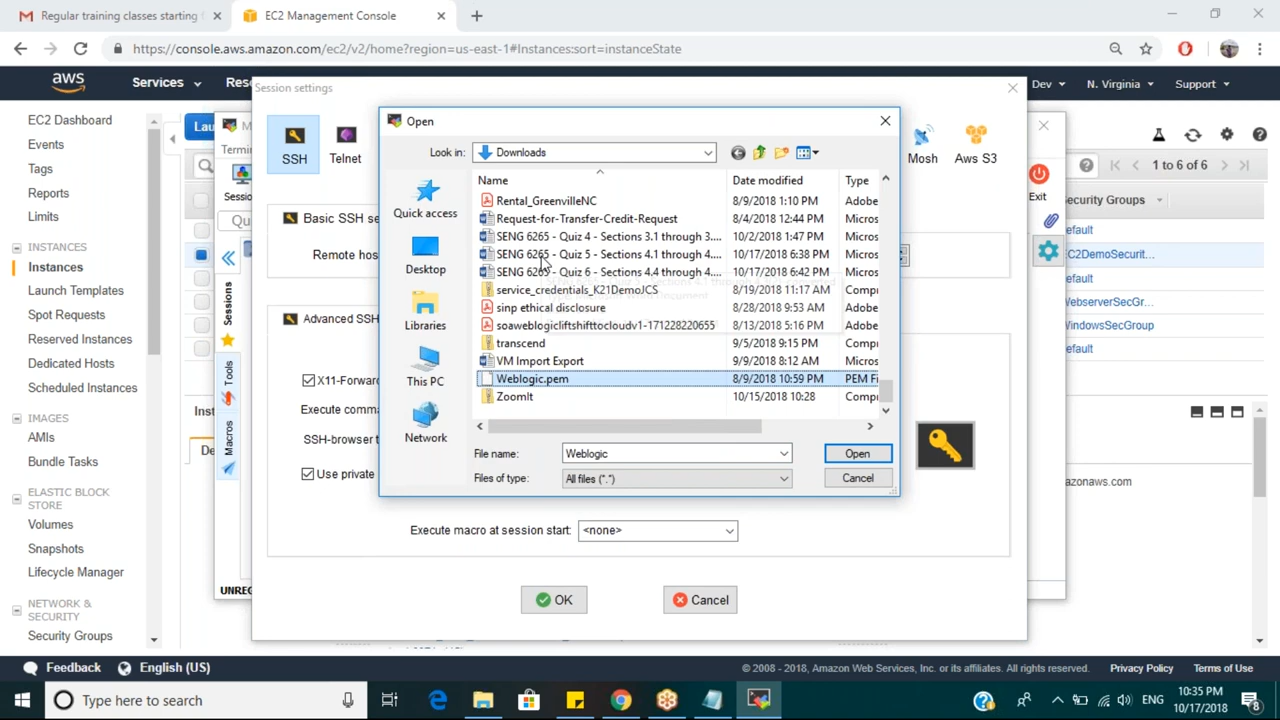 Regular training classes starting
EC2 Management Console
https://console.aws.amazon.com/ec2/v2/home?region=us-east-1#Instances:sort=instanceState
aws
Services
Dev
N. Virginia
Support
EC2 Dashboard
Events
Tags
Reports
Limits
INSTANCES
Instances
Launch Templates
Spot Requests
Reserved Instances
Dedicated Hosts
Scheduled Instances
IMAGES
AMIs
Bundle Tasks
ELASTIC BLOCK
STORE
Volumes
Snapshots
Lifecycle Manager
NETWORK &
SECURITY
Security Groups
Sessions
Tools
Macros
Session settings
SSH
Telnet
Mosh
Aws S3
Exit
Basic SSH se
Remote hos
Advanced SSH
X11-Forward
Execute comma
SSH-browser t
Use private
Execute macro at session start:
<none>
OK
Cancel
Open
Look in:
Downloads
Quick access
Desktop
Libraries
This PC
Network
Name
Date modified
Type
Rental_GreenvilleNC
8/9/2018 1:10 PM
Adobe
Request-for-Transfer-Credit-Request
8/4/2018 12:44 PM
Micros
SENG 6265 - Quiz 4 - Sections 3.1 through 3....
10/2/2018 1:47 PM
Micros
SENG 6265 - Quiz 5 - Sections 4.1 through 4....
10/17/2018 6:38 PM
Micros
SENG 6265 - Quiz 6 - Sections 4.4 through 4....
10/17/2018 6:42 PM
Micros
service_credentials_K21DemoJCS
8/19/2018 11:17 AM
Compr
sinp ethical disclosure
8/28/2018 9:53 AM
Adobe
soaweblogicliftshifttocloudv1-171228220655
8/13/2018 5:16 PM
Adobe
transcend
9/5/2018 9:15 PM
Compr
VM Import Export
9/9/2018 8:12 AM
Micros
Weblogic.pem
8/9/2018 10:59 PM
PEM Fi
ZoomIt
10/15/2018 10:28
Compr
File name:
Weblogic
Open
Files of type:
All files (*.*)
Cancel
1 to 6 of 6
ecurity Groups
efault
C2DemoSecurit...
efault
ebserverSecGr...
indowsSecGroup
efault
zonaws.com
UNREG
Feedback
English (US)
© 2008 - 2018, Amazon Web Services, Inc. or its affiliates. All rights reserved.
Privacy Policy
Terms of Use
Type here to search
ENG
10:35 PM
10/17/2018
8